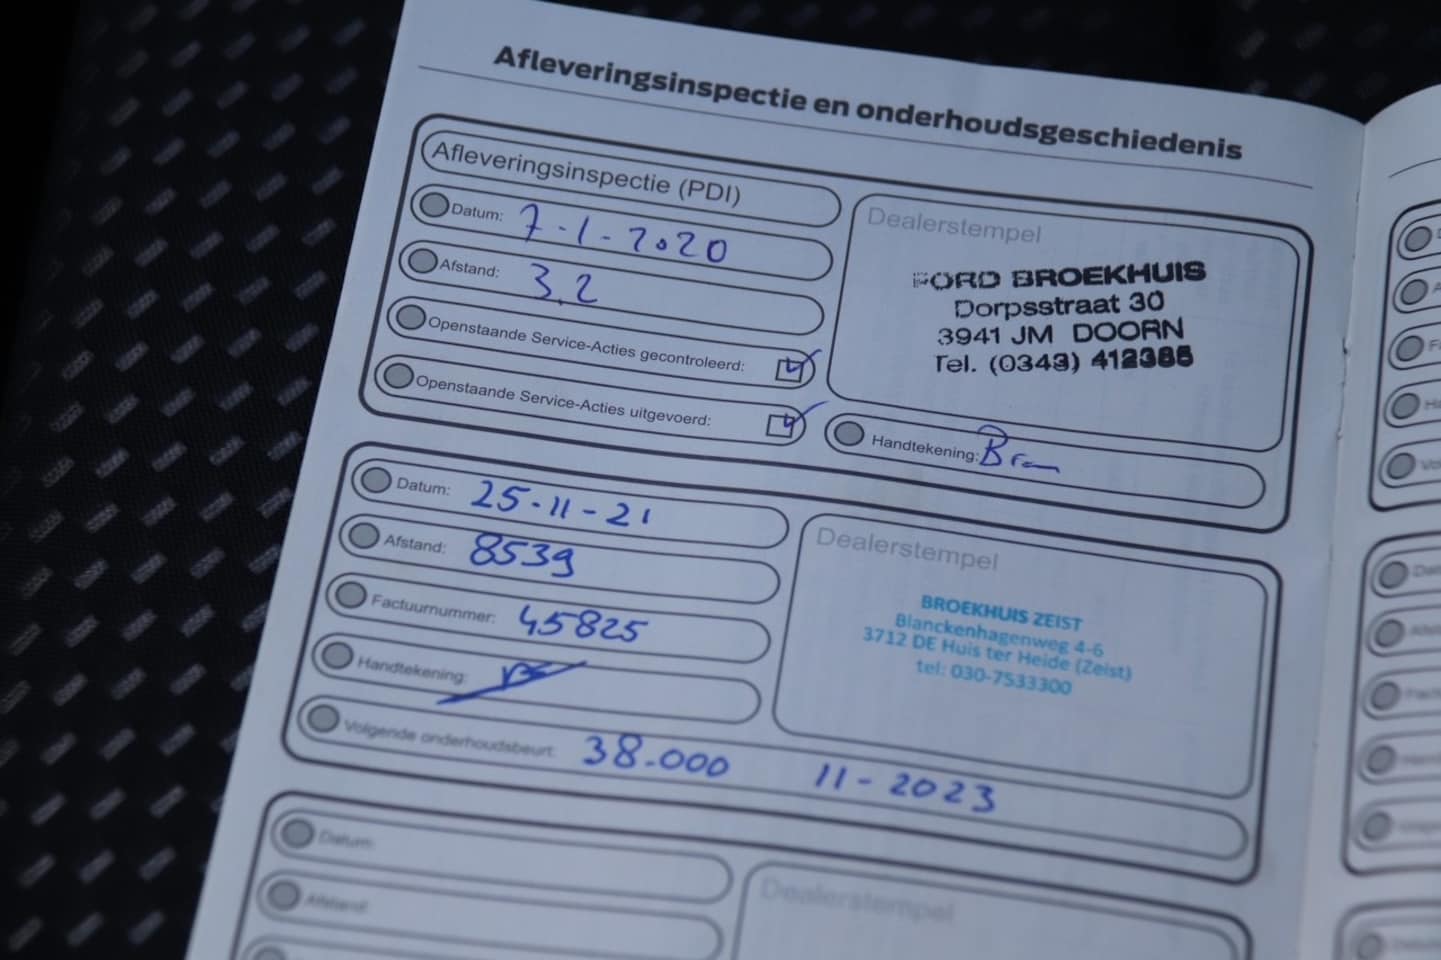 Afleveringsinspectie en onderhoudsgeschiedenis
Afleveringsinspectie (PDI)
Datum: 7-1-2020
Afstand: 3,2
Openstaande Service-Acties gecontroleerd:
Openstaande Service-Acties uitgevoerd:
Dealerstempel
FORD BROEKHUIS
Dorpsstraat 30
3941 JM DOORN
Tel. (0343) 412385
Handtekening: Bram
Datum: 25-11-21
Afstand: 8539
Factuurnummer: 45825
Handtekening:
Volgende onderhoudsbeurt: 38.000 11-2023
Dealerstempel
BROEKHUIS ZEIST
Blanckenhagenweg 4-6
3712 DE Huis ter Heide (Zeist)
tel: 030-7533300
Datum:
Afstand:
Dealerstempel